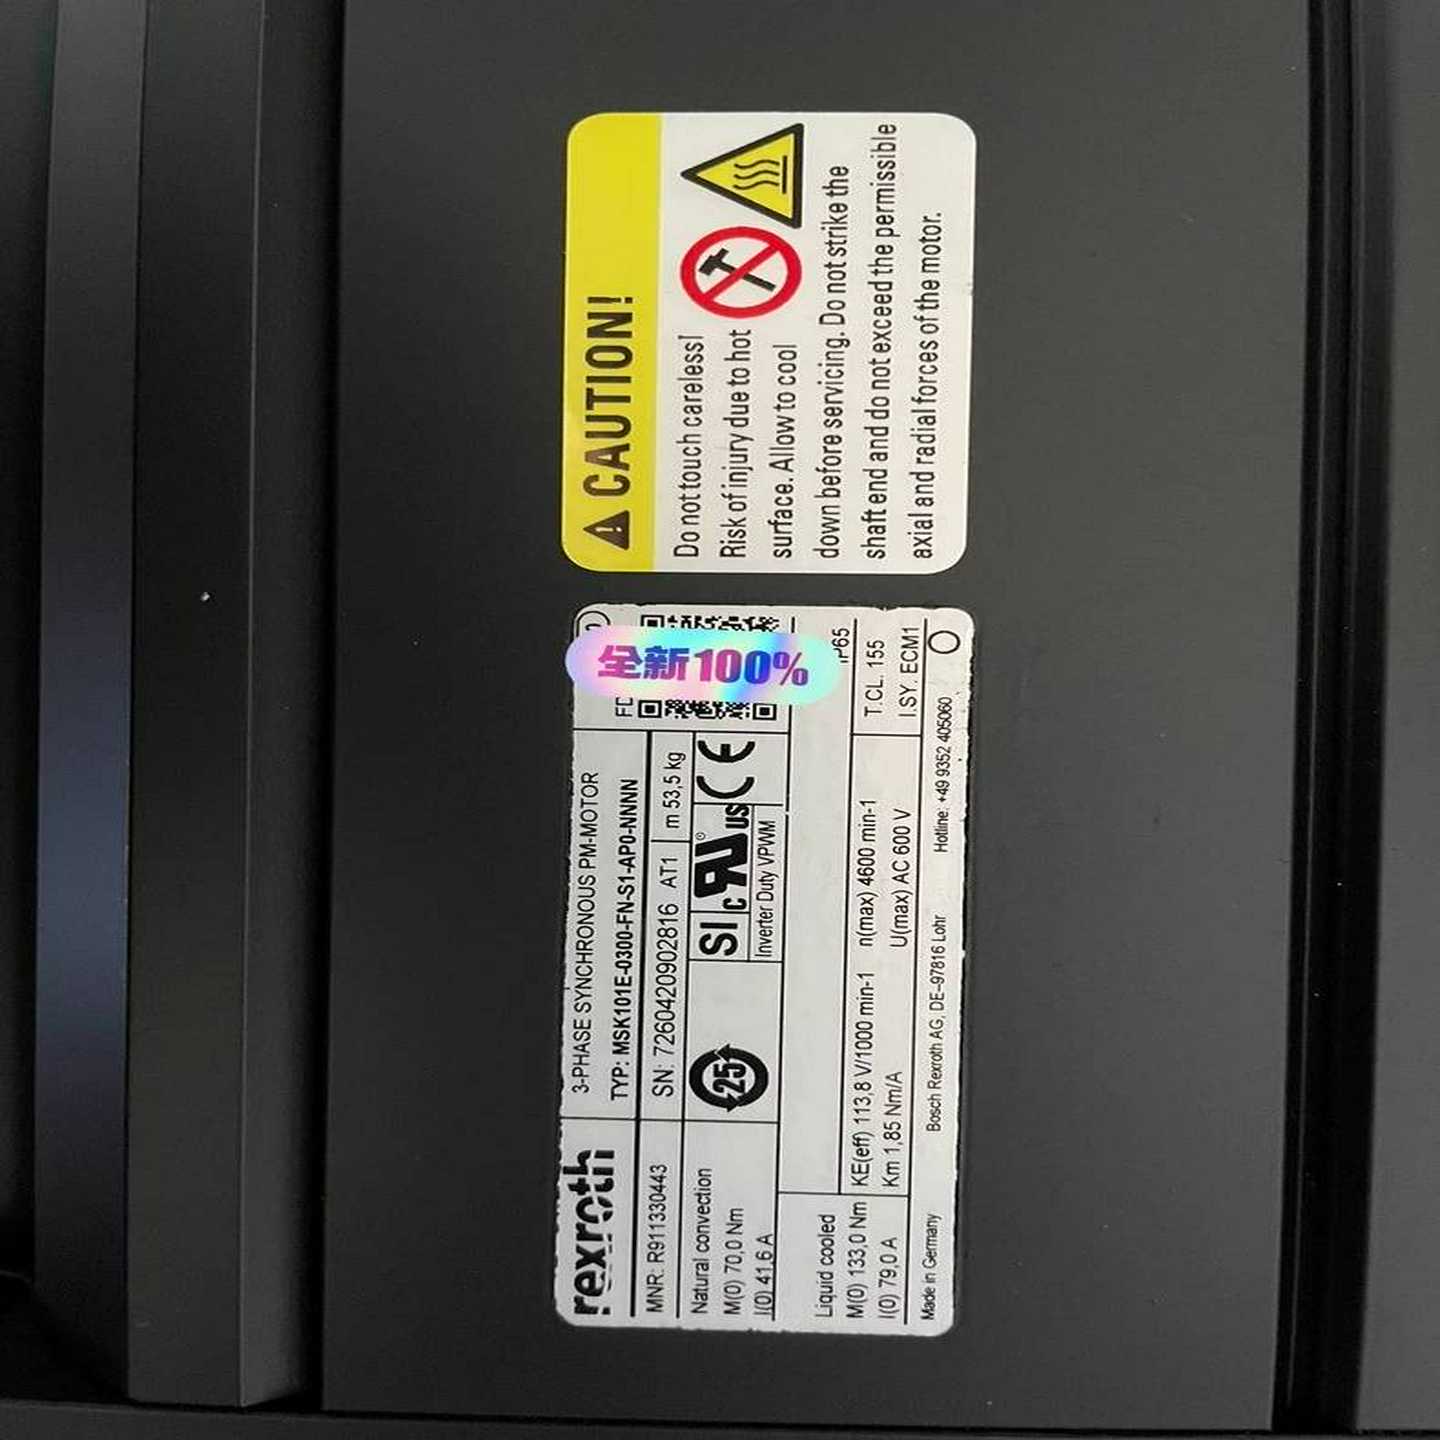 CAUTION!
Do not touch careless!
Risk of injury due to hot
surface. Allow to cool
down before servicing. Do not strike the
shaft end and do not exceed the permissible
axial and radial forces of the motor.
rexroth
3-PHASE SYNCHRONOUS PM-MOTOR
TYP: MSK101E-0300-FN-S1-AP0-NNNN
MNR: R911330443
SN: 7260420902816 AT1
m 53,5 kg
FD
全新100%
Natural convection
M(0) 70,0 Nm
I(0) 41,6 A
25
SI
c RU® US
CE
Inverter Duty VPWM
Liquid cooled
M(0) 133,0 Nm
I(0) 79,0 A
KE(eff) 113,8 V/1000 min-1
n(max) 4600 min-1
Km 1,85 Nm/A
U(max) AC 600 V
IP65
T.CL. 155
I.SY. ECM1
Made in Germany
Bosch Rexroth AG, DE-97816 Lohr
Hotline: +49 9352 405060